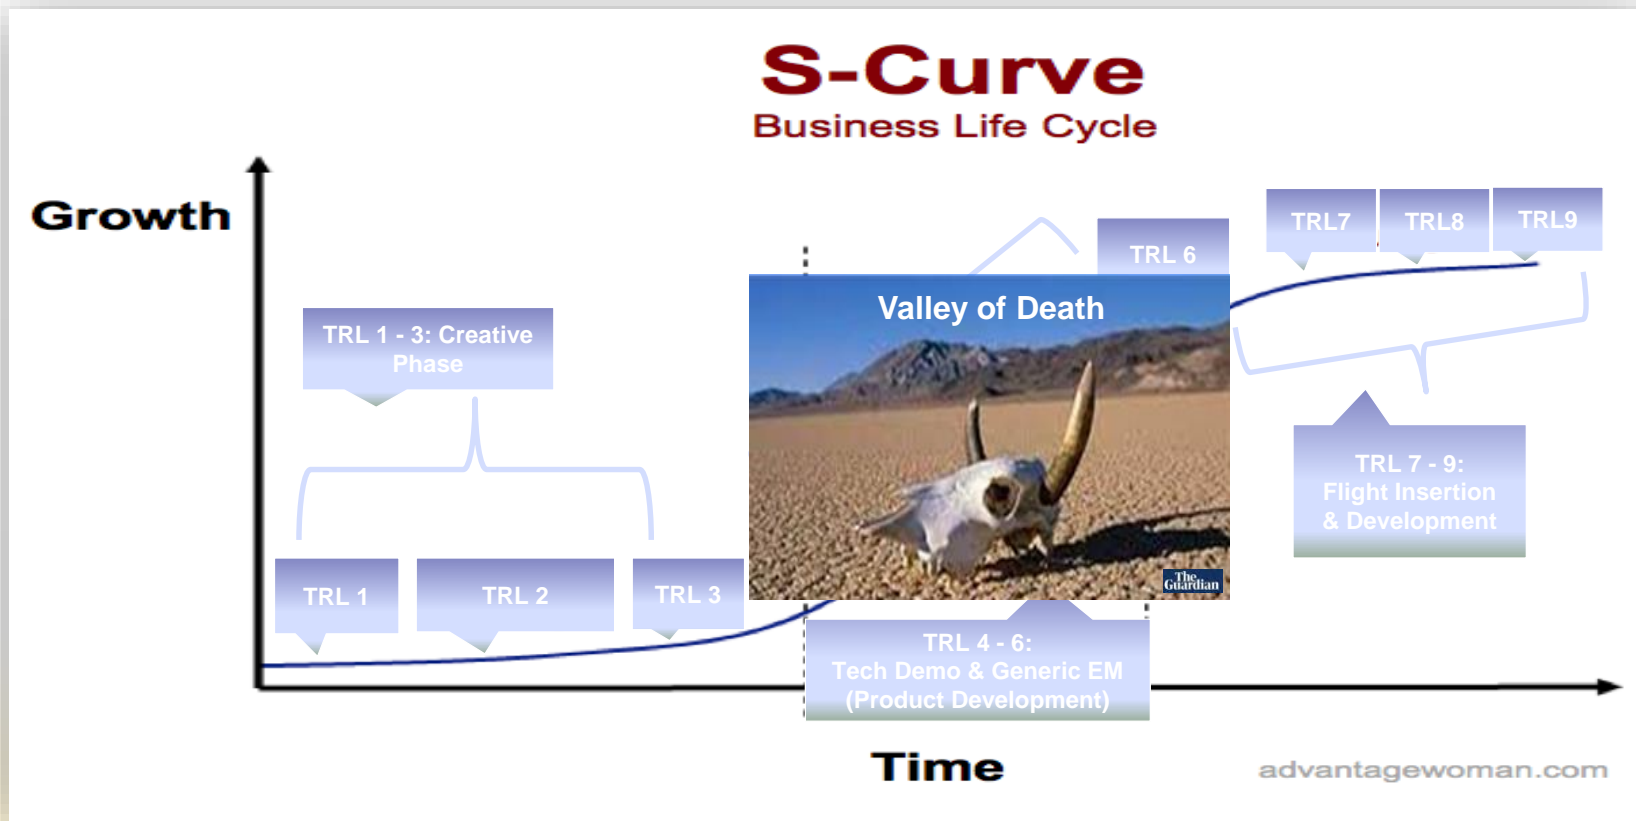 S-Curve
Business Life Cycle
Growth
TRL7
TRL8
TRL9
TRL 6
Valley of Death
TRL 1 - 3: Creative
Phase
TRL 7 - 9:
Flight Insertion
& Development
The
Guardian
TRL 1
TRL 2
TRL 3
TRL 4 - 6:
Tech Demo & Generic EM
(Product Development)
Time
advantagewoman.com